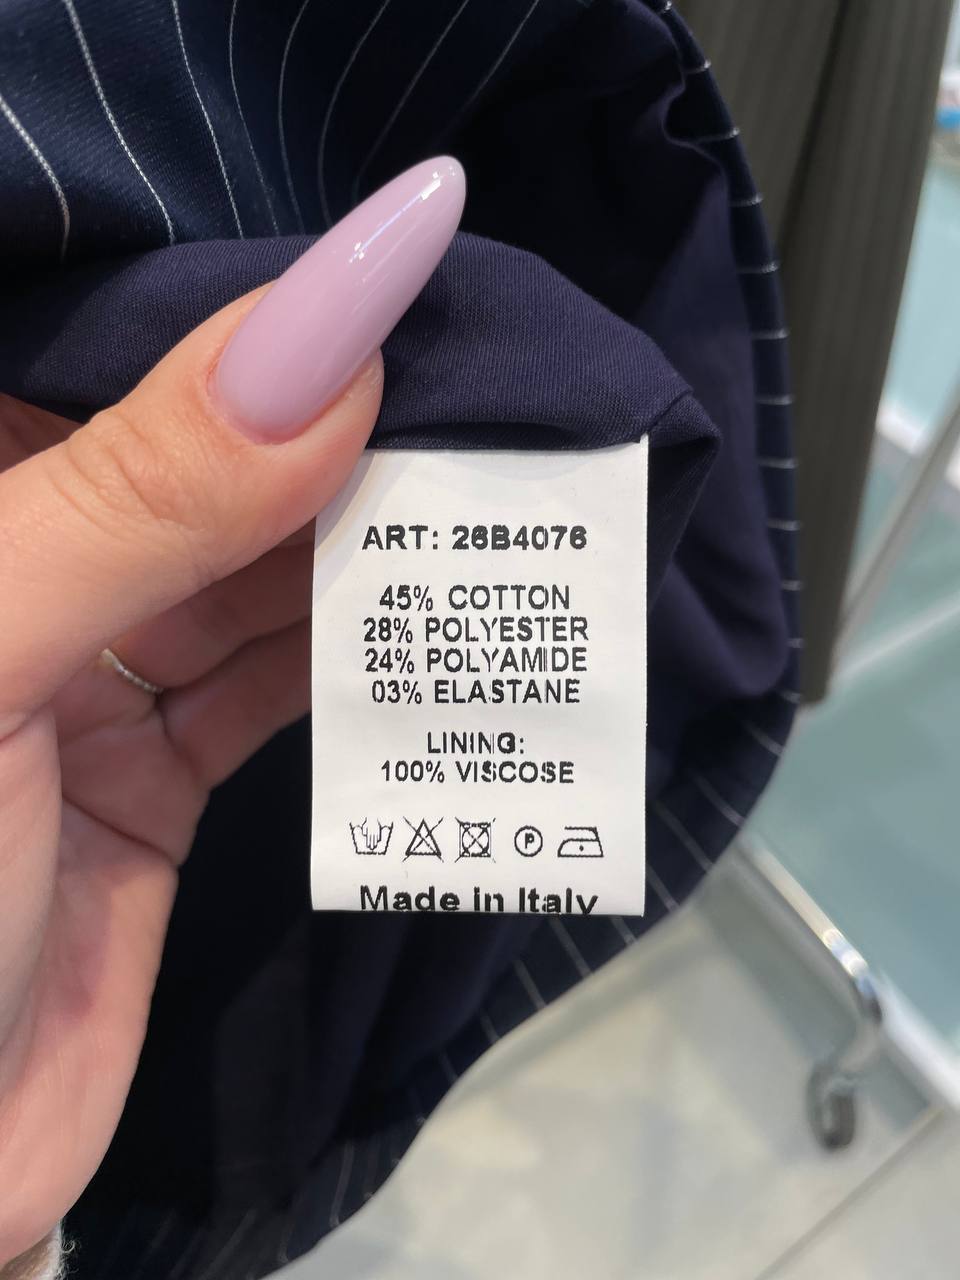 ART: 26B4076
45% COTTON
28% POLYESTER
24% POLYAMIDE
03% ELASTANE
LINING:
100% VISCOSE
P
Made in Italy